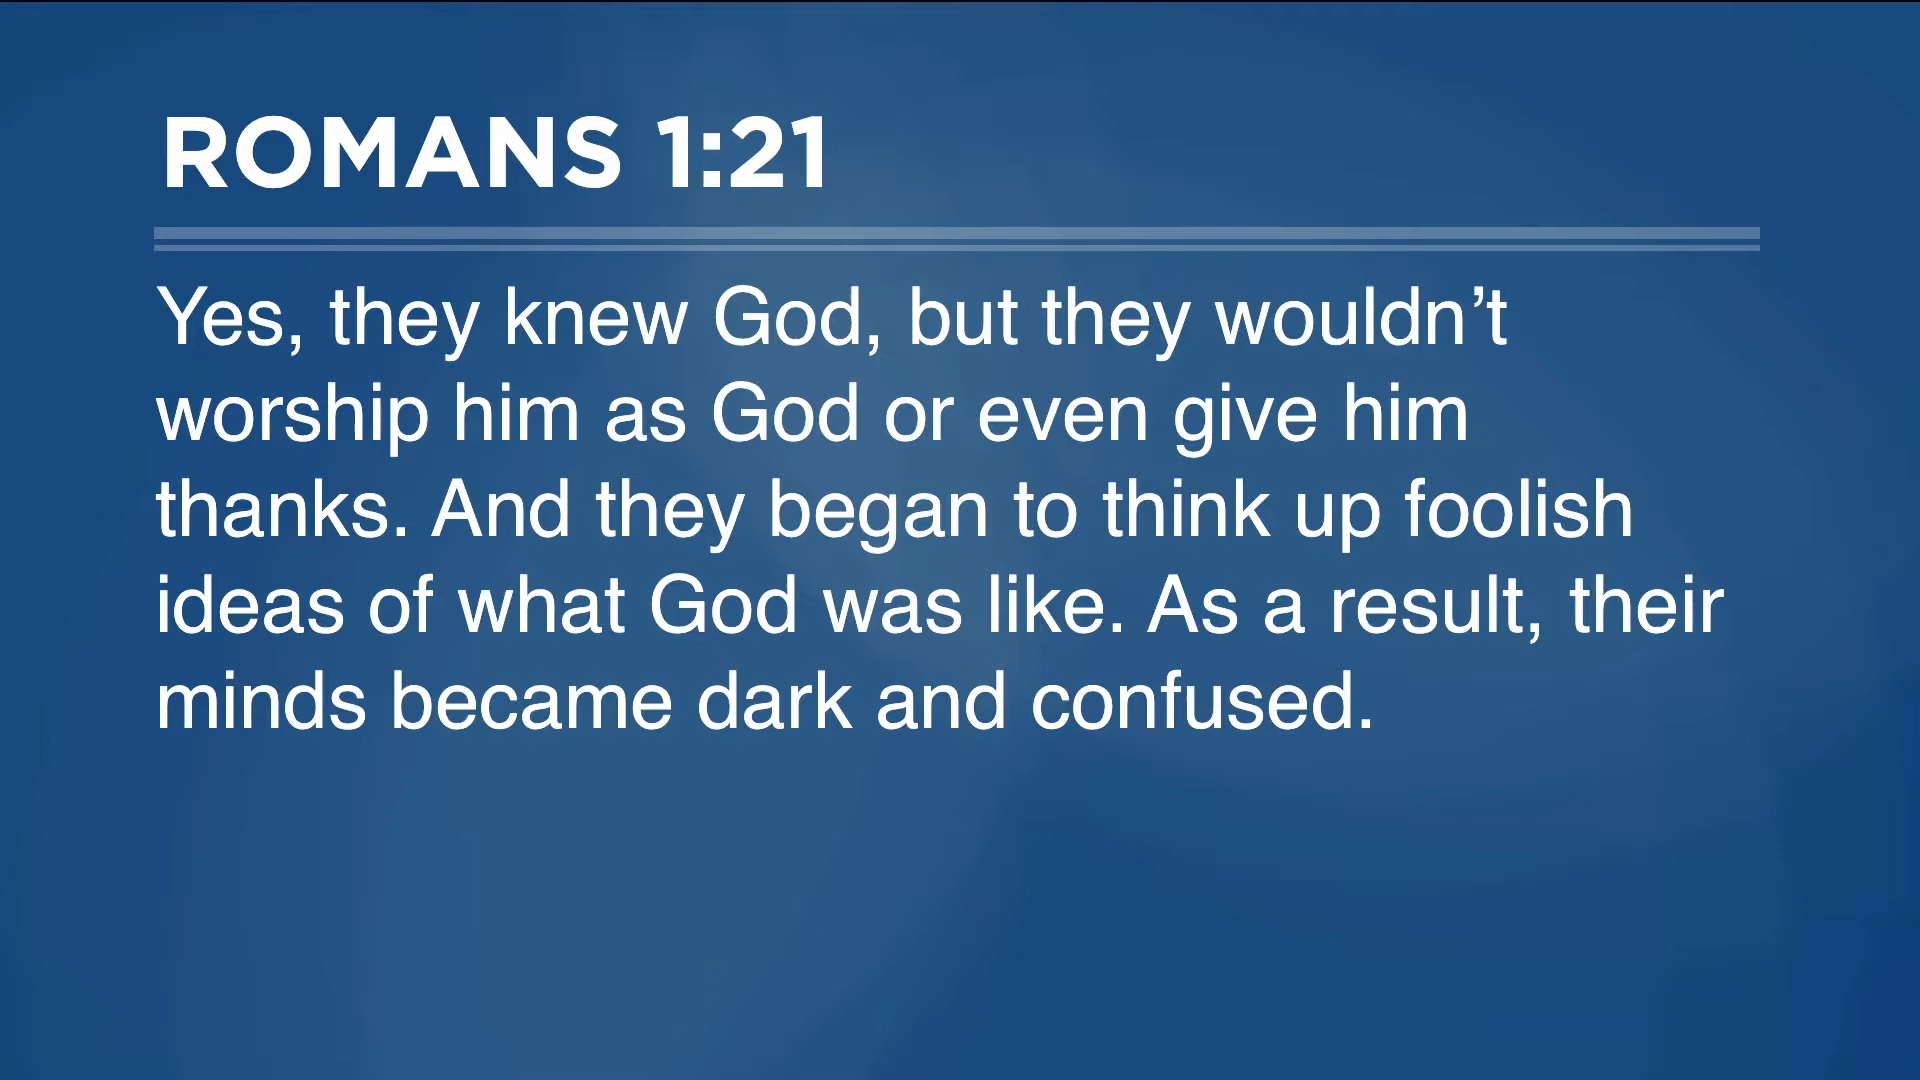 ROMANS 1:21
Yes, they knew God, but they wouldn’t
worship him as God or even give him
thanks. And they began to think up foolish
ideas of what God was like. As a result, their
minds became dark and confused.